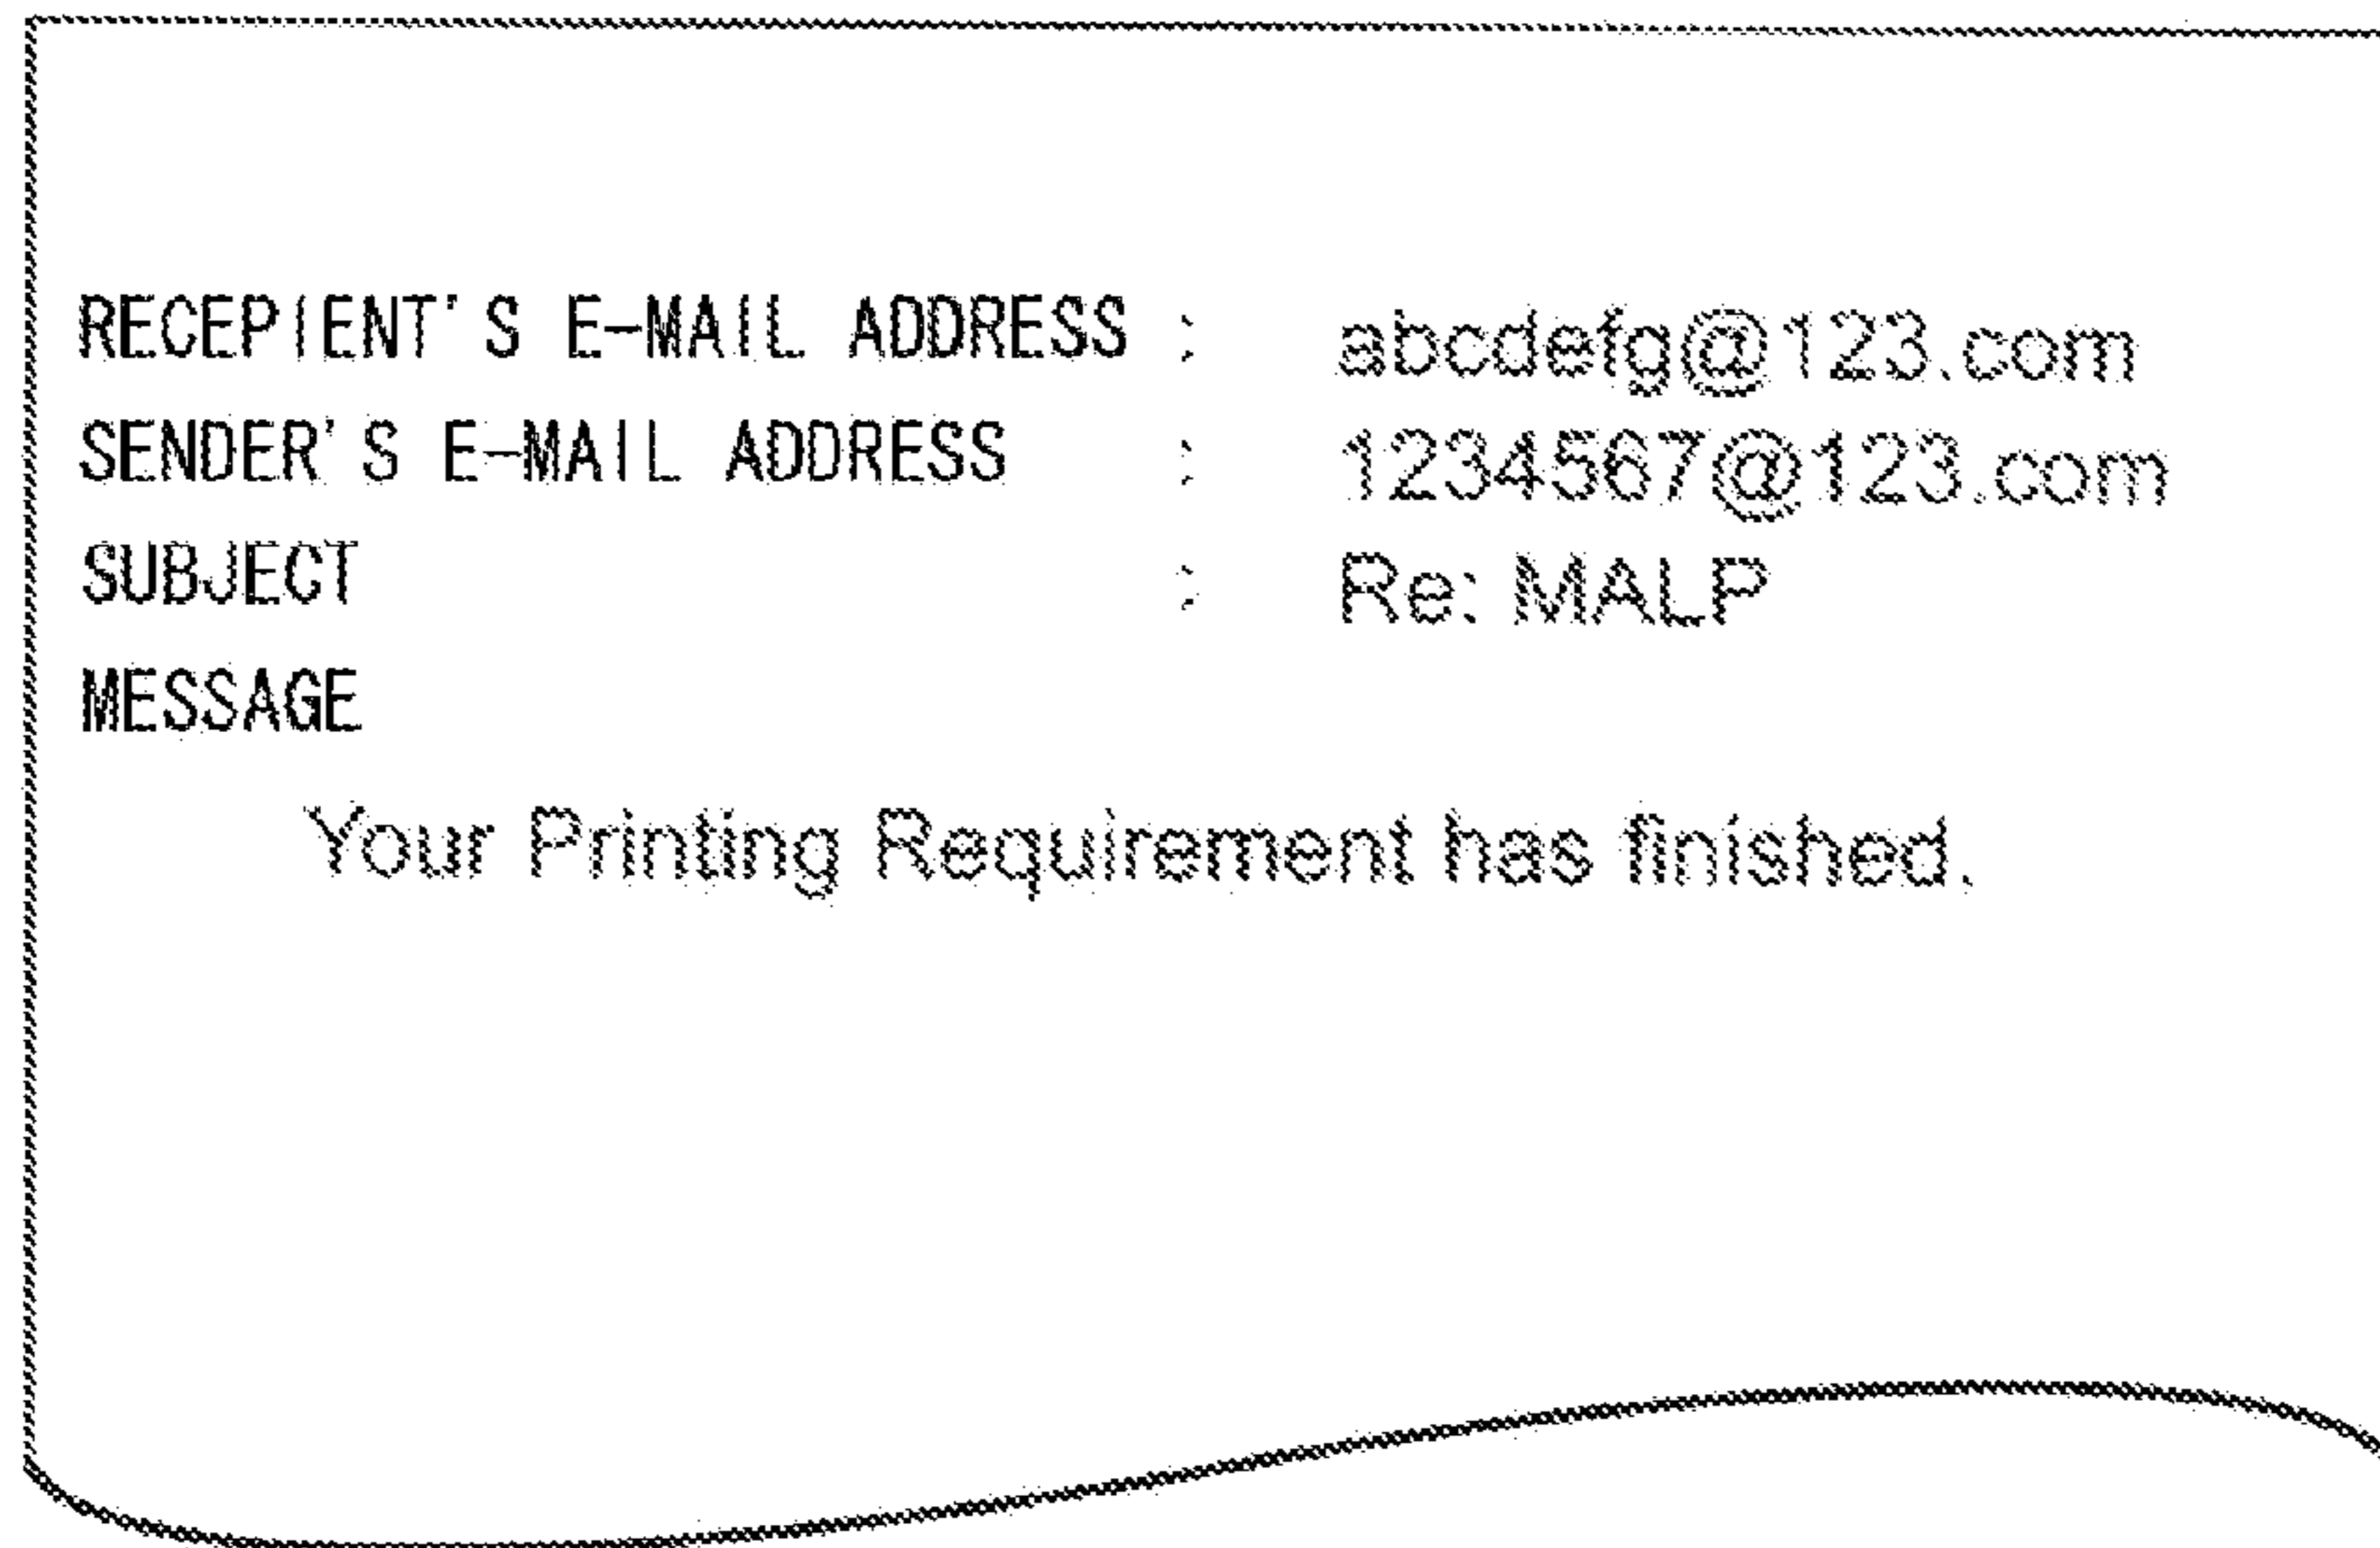 RECEPIENT'S E-MAIL ADDRESS : abcdefg@123.com
SENDER'S E-MAIL ADDRESS : 1234567@123.com
SUBJECT : Re: MALP
MESSAGE
Your Printing Requirement has finished.